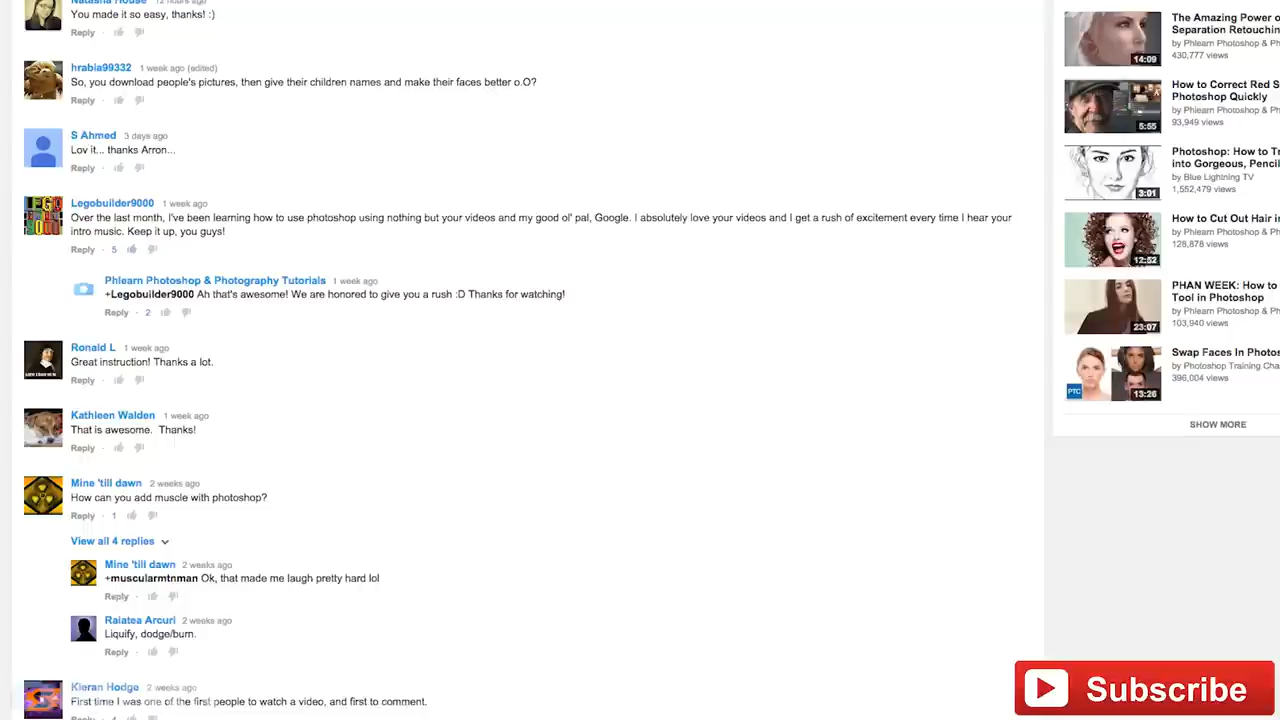 Natasha House 12 hours ago
You made it so easy, thanks! :)
Reply
hrabia99332 1 week ago (edited)
So, you download people's pictures, then give their children names and make their faces better o.O?
Reply
S Ahmed 3 days ago
Lov it... thanks Arron...
Reply
Legobuilder9000 1 week ago
Over the last month, I've been learning how to use photoshop using nothing but your videos and my good ol' pal, Google. I absolutely love your videos and I get a rush of excitement every time I hear your
intro music. Keep it up, you guys!
Reply · 5
Phlearn Photoshop & Photography Tutorials 1 week ago
+Legobuilder9000 Ah that's awesome! We are honored to give you a rush :D Thanks for watching!
Reply · 2
Ronald L 1 week ago
Great instruction! Thanks a lot.
Reply
Kathleen Walden 1 week ago
That is awesome. Thanks!
Reply
Mine 'till dawn 2 weeks ago
How can you add muscle with photoshop?
Reply · 1
View all 4 replies
Mine 'till dawn 2 weeks ago
+muscularmtnman Ok, that made me laugh pretty hard lol
Reply
Raiatea Arcuri 2 weeks ago
Liquify, dodge/burn.
Reply
Kieran Hodge 2 weeks ago
First time I was one of the first people to watch a video, and first to comment.
Reply · 4
The Amazing Power o
Separation Retouchin
by Phlearn Photoshop & Ph
430,777 views
14:09
How to Correct Red S
Photoshop Quickly
by Phlearn Photoshop & Ph
93,949 views
5:55
Photoshop: How to Tr
into Gorgeous, Pencil
by Blue Lightning TV
1,552,479 views
3:01
How to Cut Out Hair i
by Phlearn Photoshop & Ph
128,878 views
12:52
PHAN WEEK: How to
Tool in Photoshop
by Phlearn Photoshop & Ph
103,940 views
23:07
Swap Faces In Photos
by Photoshop Training Cha
396,004 views
PTC
13:26
SHOW MORE
Subscribe